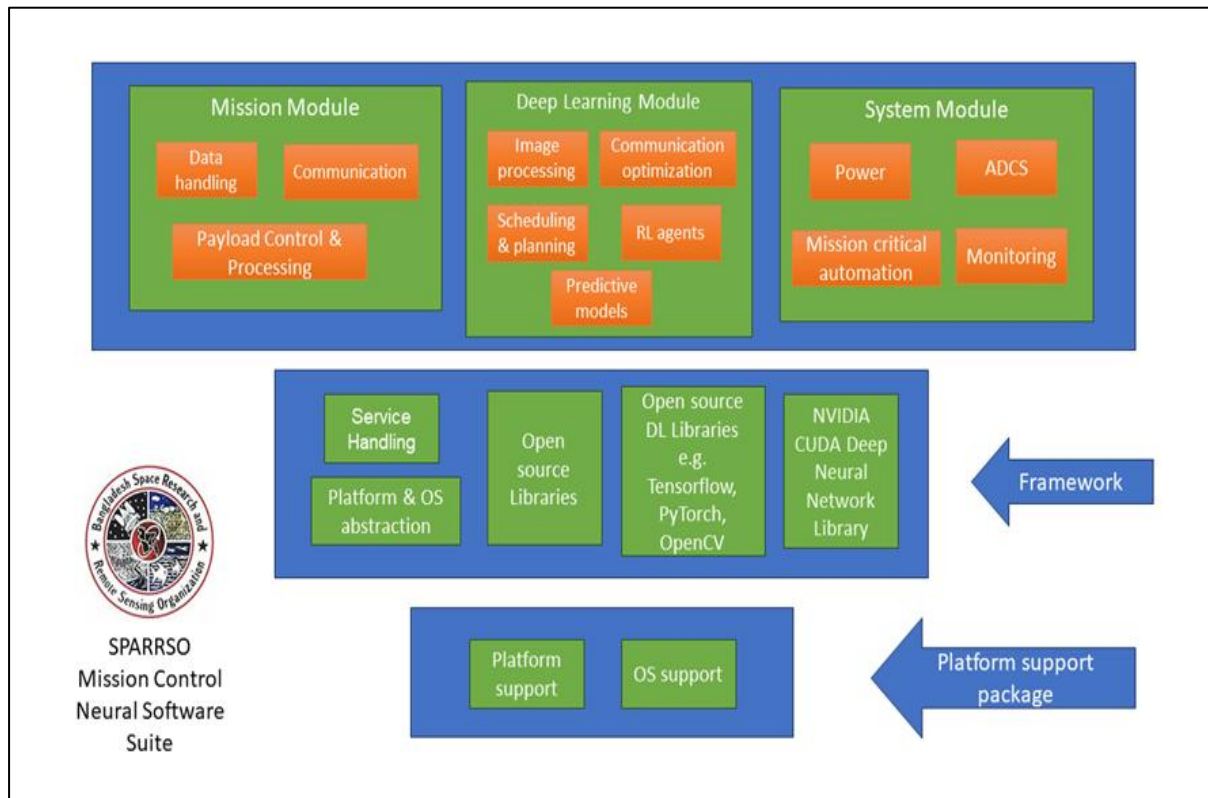 Mission Module
Data
handling
Communication
Payload Control &
Processing
Deep Learning Module
Image
processing
Communication
optimization
Scheduling
& planning
RL agents
Predictive
models
System Module
Power
ADCS
Mission critical
automation
Monitoring
Service
Handling
Platform & OS
abstraction
Open
source
Libraries
Open source
DL Libraries
e.g.
Tensorflow,
PyTorch,
OpenCV
NVIDIA
CUDA Deep
Neural
Network
Library
Framework
Bangladesh Space Research and
Remote Sensing Organization
SPARRSO
Mission Control
Neural Software
Suite
Platform
support
OS support
Platform support
package